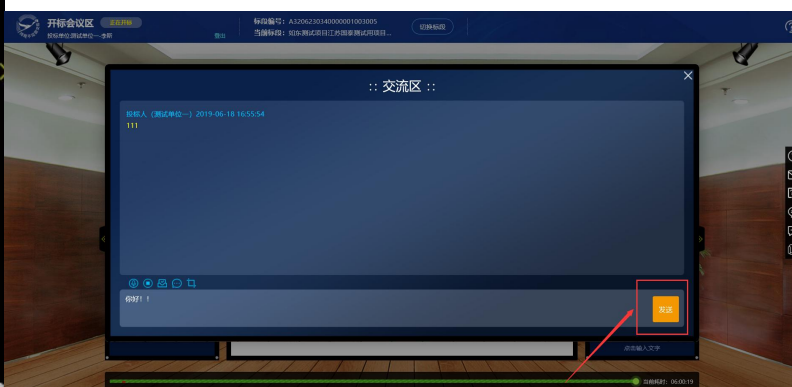 开标会议区 正在开标
投标单位:测试单位一-李昕
登出
标段编号: A3206230340000001003005
当前标段: 如东测试项目江苏国泰测试用项目...
切换标段
:: 交流区 ::
投标人 (测试单位一) 2019-06-18 16:55:54
111
你好！！
发送
点击输入文字
当前耗时: 06:00:19